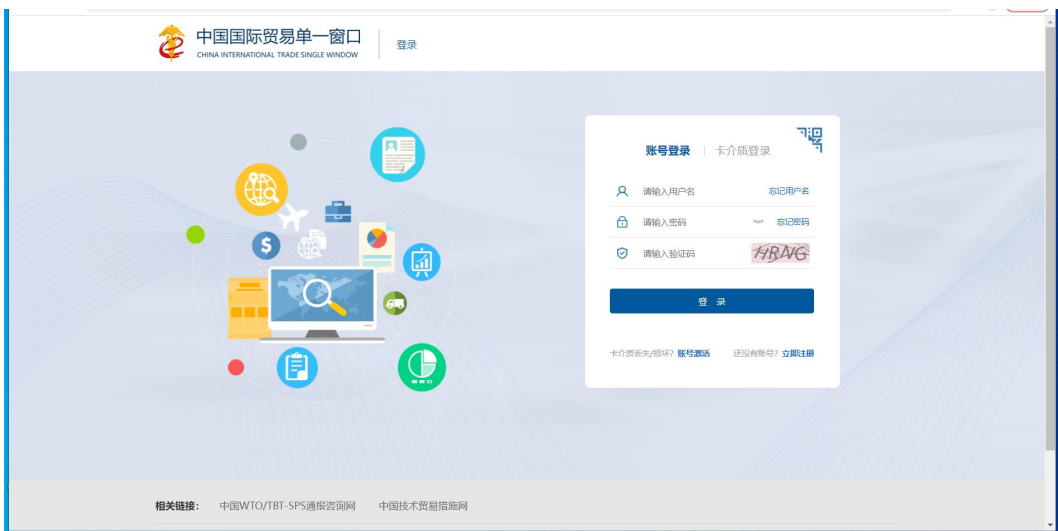 中国国际贸易单一窗口
CHINA INTERNATIONAL TRADE SINGLE WINDOW
登录
账号登录 卡介质登录
请输入用户名 忘记用户名
请输入密码 忘记密码
请输入验证码 HRNG
登 录
卡介质丢失/损坏? 账号激活 还没有账号? 立即注册
相关链接: 中国WTO/TBT-SPS通报咨询网 中国技术贸易措施网